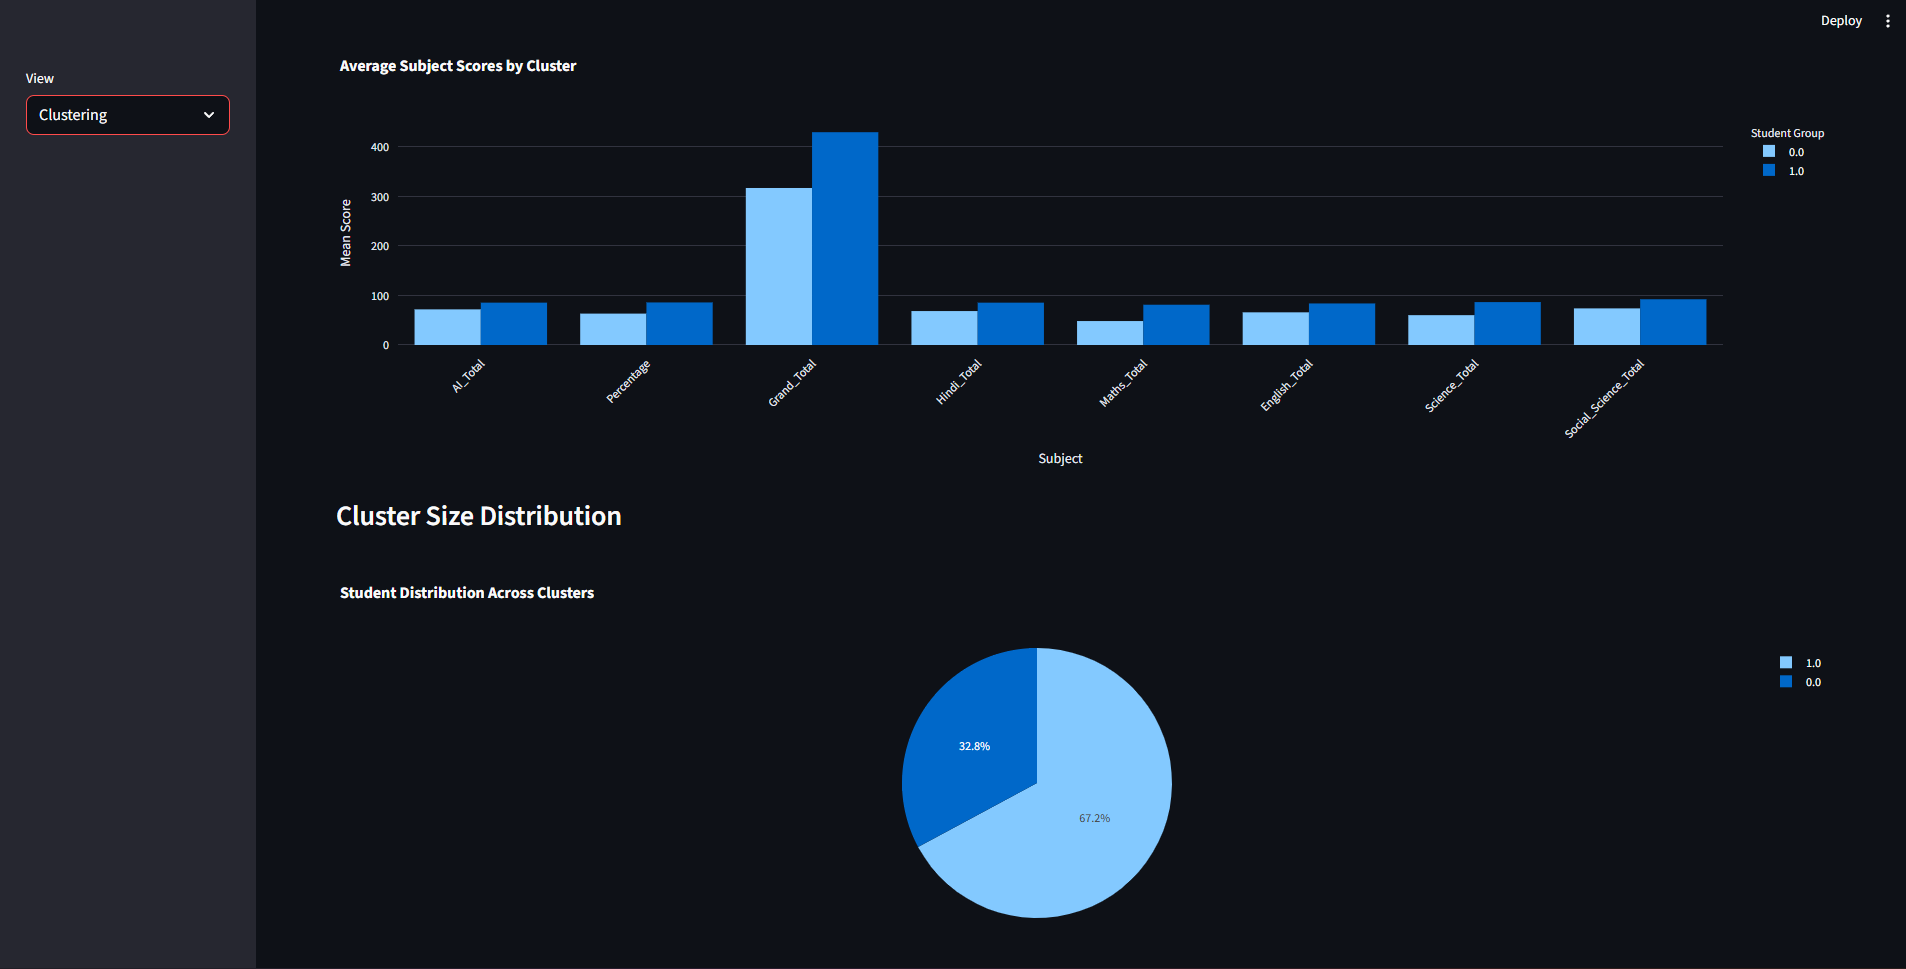 Deploy
View
Clustering
Average Subject Scores by Cluster
Student Group
0.0
1.0
Mean Score
400
300
200
100
0
AI_Total
Percentage
Grand_Total
Hindi_Total
Maths_Total
English_Total
Science_Total
Social_Science_Total
Subject
Cluster Size Distribution
Student Distribution Across Clusters
1.0
0.0
32.8%
67.2%